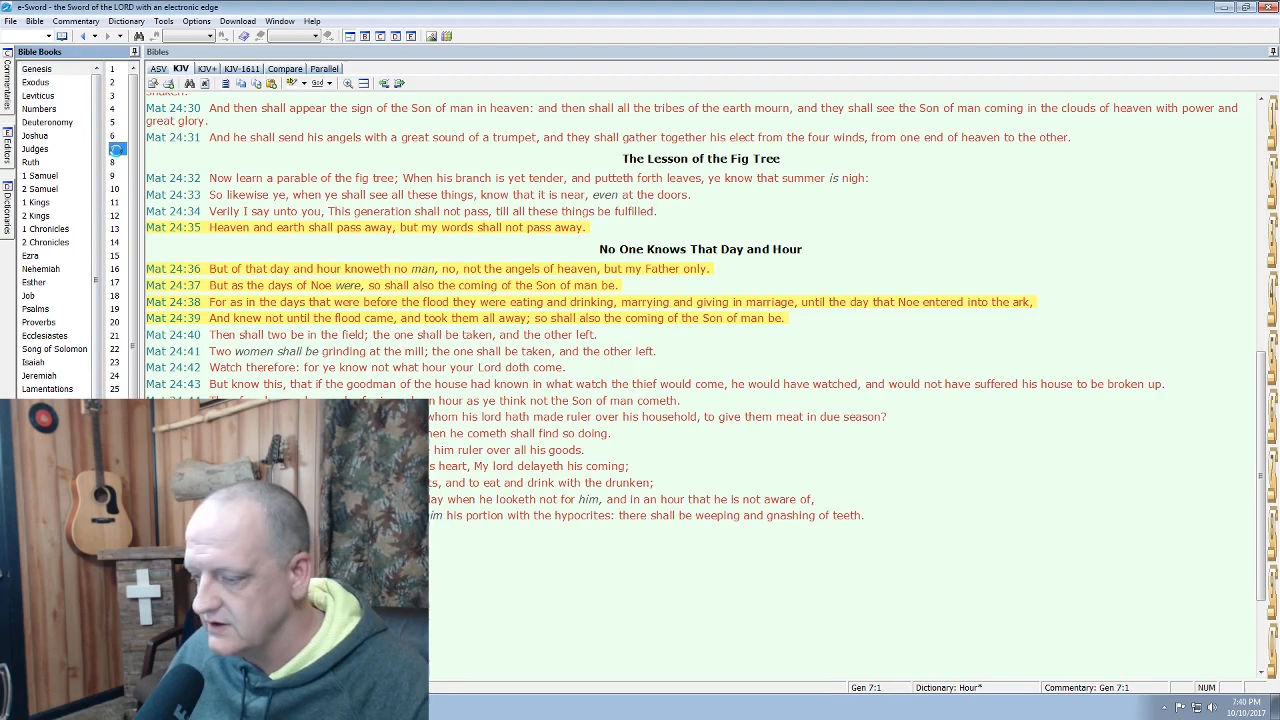 e-Sword - the Sword of the LORD with an electronic edge
File Bible Commentary Dictionary Tools Options Download Window Help
B C D E
Bible Books
Bibles
Commentaries
Editors
Dictionaries
ASV KJV KJV+ KJV-1611 Compare Parallel
God
Genesis 1
Exodus 2
Leviticus 3
Numbers 4
Deuteronomy 5
Joshua 6
Judges
Ruth 8
1 Samuel 9
2 Samuel 10
1 Kings 11
2 Kings 12
1 Chronicles 13
2 Chronicles 14
Ezra 15
Nehemiah 16
Esther 17
Job 18
Psalms 19
Proverbs 20
Ecclesiastes 21
Song of Solomon 22
Isaiah 23
Jeremiah 24
Lamentations 25
Mat 24:30 And then shall appear the sign of the Son of man in heaven: and then shall all the tribes of the earth mourn, and they shall see the Son of man coming in the clouds of heaven with power and
great glory.
Mat 24:31 And he shall send his angels with a great sound of a trumpet, and they shall gather together his elect from the four winds, from one end of heaven to the other.
The Lesson of the Fig Tree
Mat 24:32 Now learn a parable of the fig tree; When his branch is yet tender, and putteth forth leaves, ye know that summer is nigh:
Mat 24:33 So likewise ye, when ye shall see all these things, know that it is near, even at the doors.
Mat 24:34 Verily I say unto you, This generation shall not pass, till all these things be fulfilled.
Mat 24:35 Heaven and earth shall pass away, but my words shall not pass away.
No One Knows That Day and Hour
Mat 24:36 But of that day and hour knoweth no man, no, not the angels of heaven, but my Father only.
Mat 24:37 But as the days of Noe were, so shall also the coming of the Son of man be.
Mat 24:38 For as in the days that were before the flood they were eating and drinking, marrying and giving in marriage, until the day that Noe entered into the ark,
Mat 24:39 And knew not until the flood came, and took them all away; so shall also the coming of the Son of man be.
Mat 24:40 Then shall two be in the field; the one shall be taken, and the other left.
Mat 24:41 Two women shall be grinding at the mill; the one shall be taken, and the other left.
Mat 24:42 Watch therefore: for ye know not what hour your Lord doth come.
Mat 24:43 But know this, that if the goodman of the house had known in what watch the thief would come, he would have watched, and would not have suffered his house to be broken up.
hour as ye think not the Son of man cometh.
whom his lord hath made ruler over his household, to give them meat in due season?
he cometh shall find so doing.
him ruler over all his goods.
heart, My lord delayeth his coming;
and to eat and drink with the drunken;
when he looketh not for him, and in an hour that he is not aware of,
his portion with the hypocrites: there shall be weeping and gnashing of teeth.
Gen 7:1 Dictionary: Hour* Commentary: Gen 7:1 NUM
7:40 PM
10/10/2017